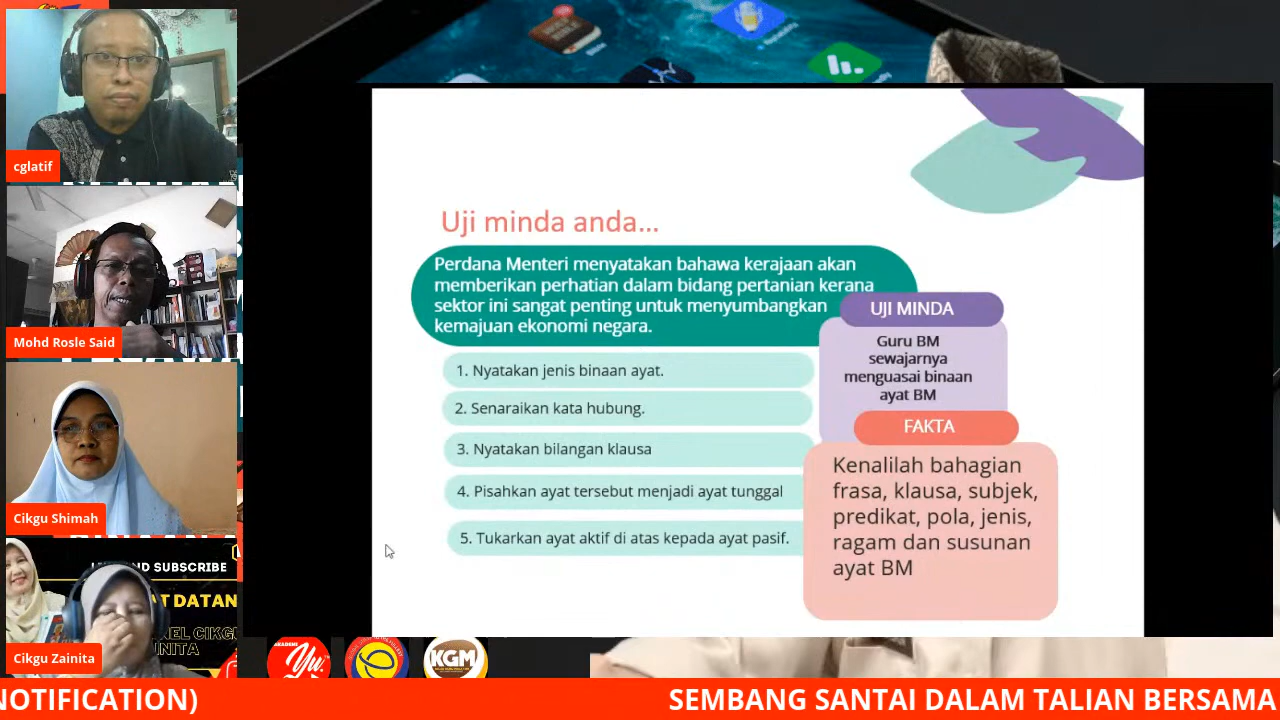 cglatif
Mohd Rosle Said
Cikgu Shimah
SUBSCRIBE
Cikgu Zainita
Uji minda anda...
Perdana Menteri menyatakan bahawa kerajaan akan
memberikan perhatian dalam bidang pertanian kerana
sektor ini sangat penting untuk menyumbangkan
kemajuan ekonomi negara.
1. Nyatakan jenis binaan ayat.
2. Senaraikan kata hubung.
3. Nyatakan bilangan klausa
4. Pisahkan ayat tersebut menjadi ayat tunggal
5. Tukarkan ayat aktif di atas kepada ayat pasif.
UJI MINDA
Guru BM
sewajarnya
menguasai binaan
ayat BM
FAKTA
Kenalilah bahagian
frasa, klausa, subjek,
predikat, pola, jenis,
ragam dan susunan
ayat BM
KGM
NOTIFICATION) SEMBANG SANTAI DALAM TALIAN BERSAMA